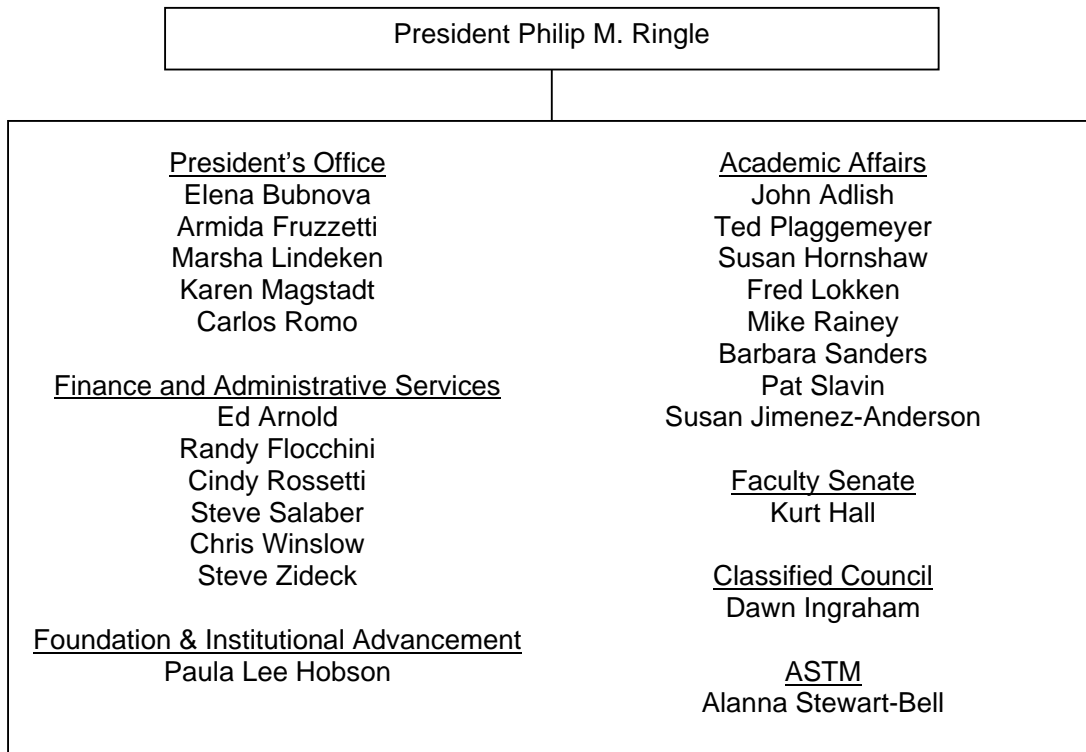 President Philip M. Ringle
President’s Office
Elena Bubnova
Armida Fruzzetti
Marsha Lindeken
Karen Magstadt
Carlos Romo
Finance and Administrative Services
Ed Arnold
Randy Flocchini
Cindy Rossetti
Steve Salaber
Chris Winslow
Steve Zideck
Foundation & Institutional Advancement
Paula Lee Hobson
Academic Affairs
John Adlish
Ted Plaggemeyer
Susan Hornshaw
Fred Lokken
Mike Rainey
Barbara Sanders
Pat Slavin
Susan Jimenez-Anderson
Faculty Senate
Kurt Hall
Classified Council
Dawn Ingraham
ASTM
Alanna Stewart-Bell